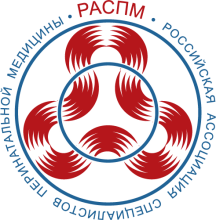 РАСПМ
РОССИЙСКАЯ АССОЦИАЦИЯ СПЕЦИАЛИСТОВ ПЕРИНАТАЛЬНОЙ МЕДИЦИНЫ